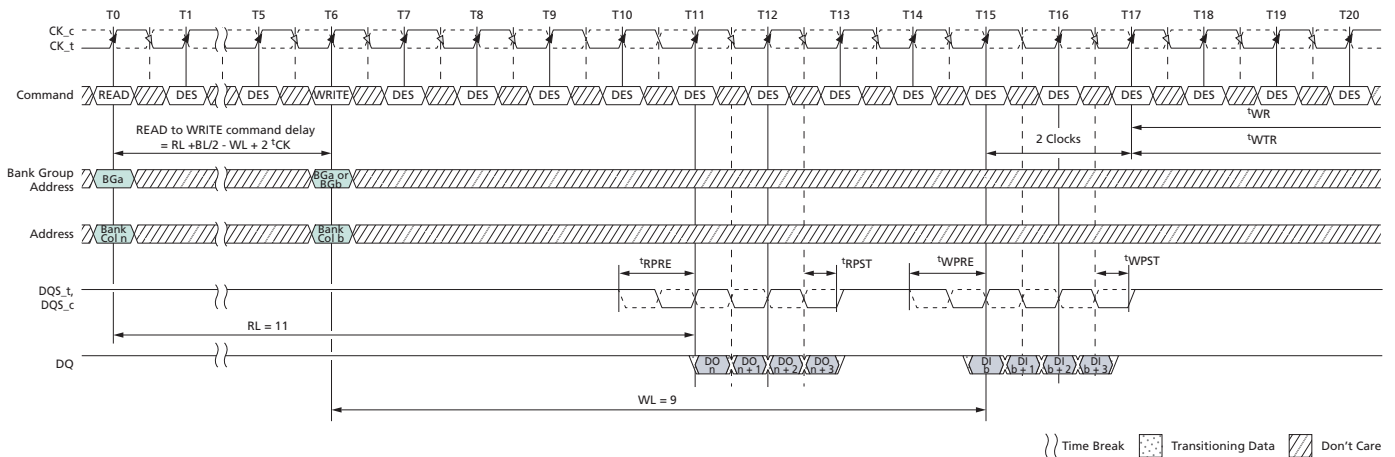 T0 T1 T5 T6 T7 T8 T9 T10 T11 T12 T13 T14 T15 T16 T17 T18 T19 T20
CK_c
CK_t
Command READ DES DES WRITE DES DES DES DES DES DES DES DES DES DES DES DES DES DES
tWR
READ to WRITE command delay
= RL +BL/2 - WL + 2 tCK
2 Clocks
tWTR
Bank Group
Address
BGa
BGa or
BGb
Address
Bank
Col n
Bank
Col b
tRPRE tRPST tWPRE tWPST
DQS_t,
DQS_c
RL = 11
DQ
DO
n
DO
n + 1
DO
n + 2
DO
n + 3
DI
b
DI
b + 1
DI
b + 2
DI
b + 3
WL = 9
Time Break Transitioning Data Don't Care